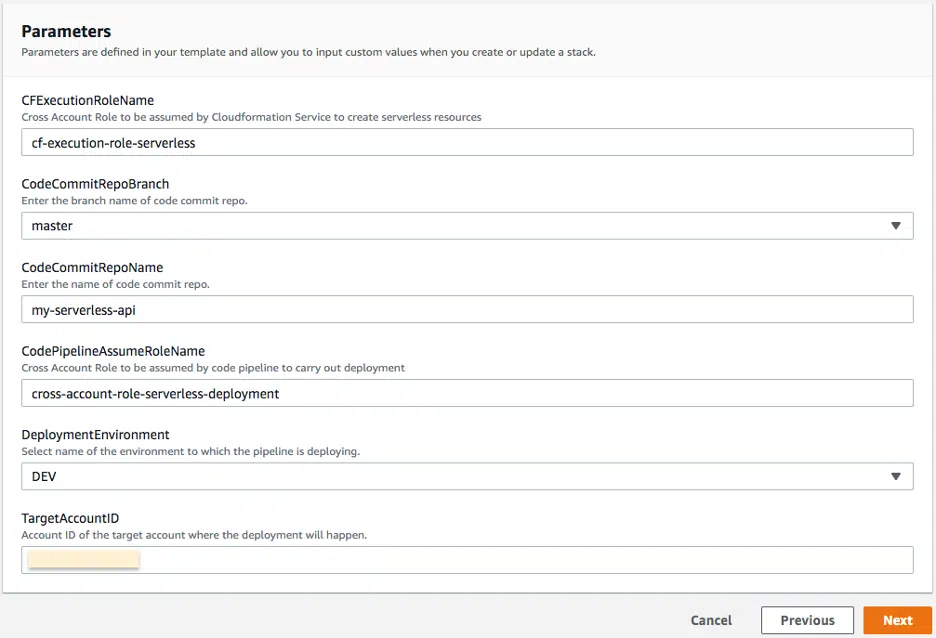 Parameters
Parameters are defined in your template and allow you to input custom values when you create or update a stack.
CFExecutionRoleName
Cross Account Role to be assumed by Cloudformation Service to create serverless resources
cf-execution-role-serverless
CodeCommitRepoBranch
Enter the branch name of code commit repo.
master
CodeCommitRepoName
Enter the name of code commit repo.
my-serverless-api
CodePipelineAssumeRoleName
Cross Account Role to be assumed by code pipeline to carry out deployment
cross-account-role-serverless-deployment
DeploymentEnvironment
Select name of the environment to which the pipeline is deploying.
DEV
TargetAccountID
Account ID of the target account where the deployment will happen.
Cancel Previous Next